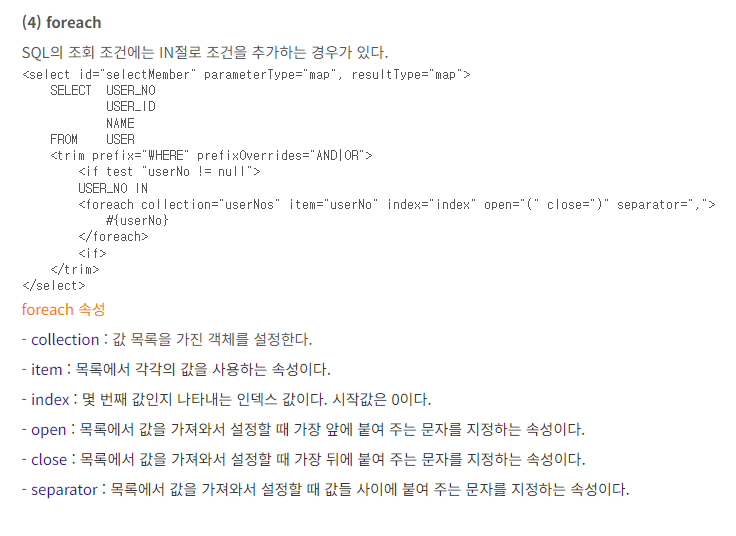 (4) foreach
SQL의 조회 조건에는 IN절로 조건을 추가하는 경우가 있다.
<select id="selectMember" parameterType="map", resultType="map">
    SELECT  USER_NO
            USER_ID
            NAME
    FROM    USER
    <trim prefix="WHERE" prefixOverrides="AND|OR">
        <if test "userNo != null">
        USER_NO IN
        <foreach collection="userNos" item="userNo" index="index" open="(" close=")" separator=",">
            #{userNo}
        </foreach>
        <if>
    </trim>
</select>
foreach 속성
- collection : 값 목록을 가진 객체를 설정한다.
- item : 목록에서 각각의 값을 사용하는 속성이다.
- index : 몇 번째 값인지 나타내는 인덱스 값이다. 시작값은 0이다.
- open : 목록에서 값을 가져와서 설정할 때 가장 앞에 붙여 주는 문자를 지정하는 속성이다.
- close : 목록에서 값을 가져와서 설정할 때 가장 뒤에 붙여 주는 문자를 지정하는 속성이다.
- separator : 목록에서 값을 가져와서 설정할 때 값들 사이에 붙여 주는 문자를 지정하는 속성이다.